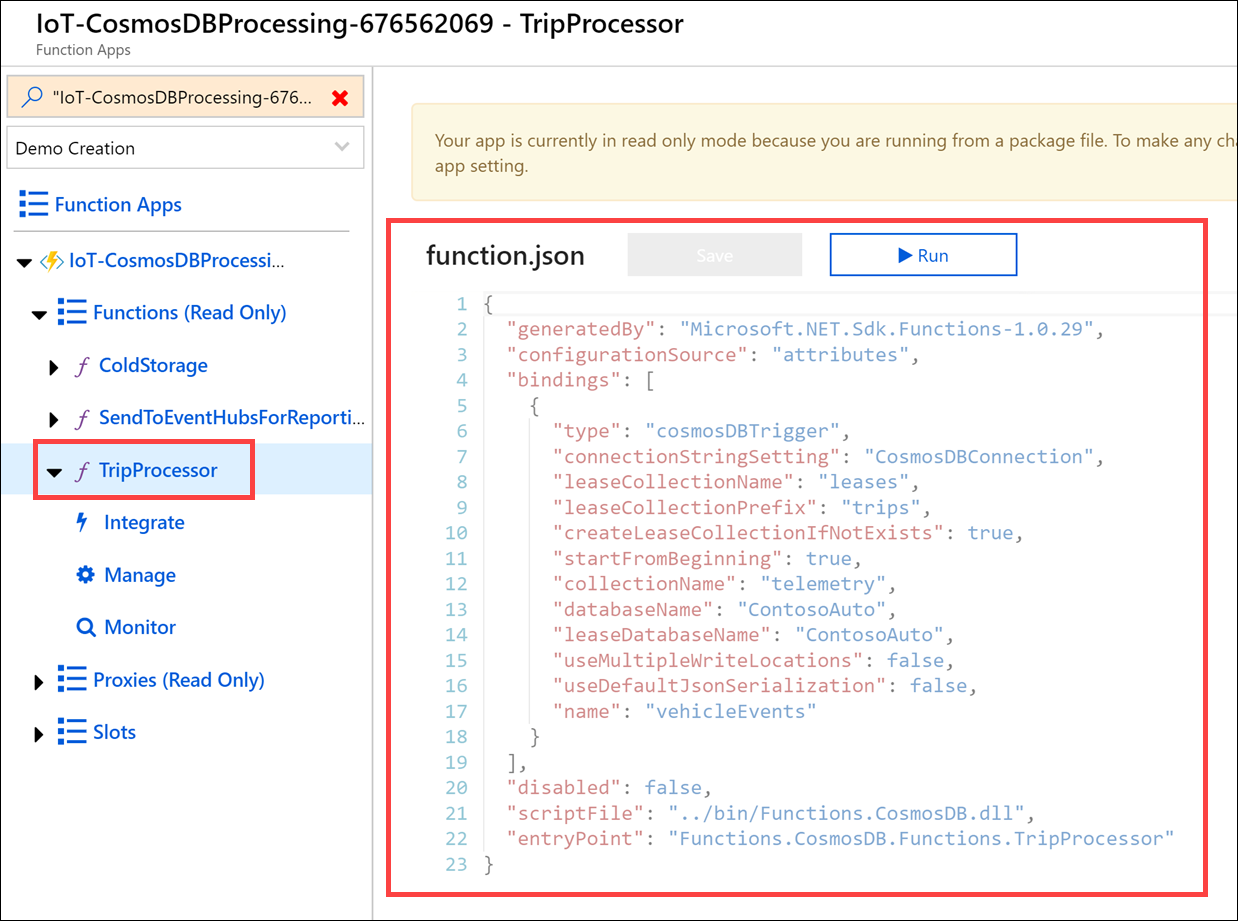 IoT-CosmosDBProcessing-676562069 - TripProcessor
Function Apps
"IoT-CosmosDBProcessing-676...
Demo Creation
Function Apps
IoT-CosmosDBProcessi...
Functions (Read Only)
ColdStorage
SendToEventHubsForReporti...
TripProcessor
Integrate
Manage
Monitor
Proxies (Read Only)
Slots
Your app is currently in read only mode because you are running from a package file. To make any cha
app setting.
function.json
Save
Run
1 {
2 "generatedBy": "Microsoft.NET.Sdk.Functions-1.0.29",
3 "configurationSource": "attributes",
4 "bindings": [
5 {
6 "type": "cosmosDBTrigger",
7 "connectionStringSetting": "CosmosDBConnection",
8 "leaseCollectionName": "leases",
9 "leaseCollectionPrefix": "trips",
10 "createLeaseCollectionIfNotExists": true,
11 "startFromBeginning": true,
12 "collectionName": "telemetry",
13 "databaseName": "ContosoAuto",
14 "leaseDatabaseName": "ContosoAuto",
15 "useMultipleWriteLocations": false,
16 "useDefaultJsonSerialization": false,
17 "name": "vehicleEvents"
18 }
19 ],
20 "disabled": false,
21 "scriptFile": "../bin/Functions.CosmosDB.dll",
22 "entryPoint": "Functions.CosmosDB.Functions.TripProcessor"
23 }